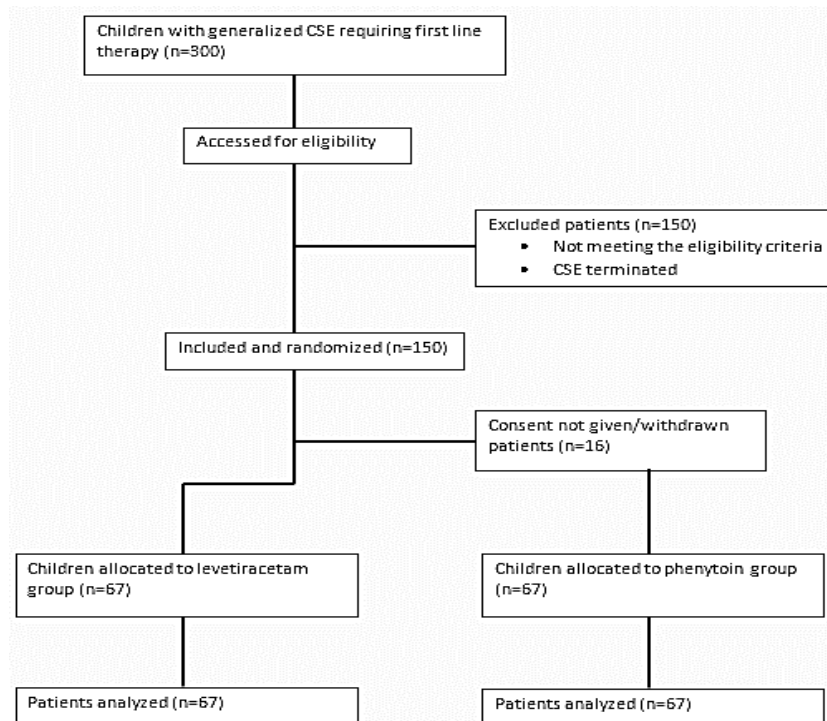 Children with generalized CSE requiring first line
therapy (n=300)
Accessed for eligibility
Excluded patients (n=150)
• Not meeting the eligibility criteria
• CSE terminated
Included and randomized (n=150)
Consent not given/withdrawn
patients (n=16)
Children allocated to levetiracetam
group (n=67)
Children allocated to phenytoin group
(n=67)
Patients analyzed (n=67)
Patients analyzed (n=67)